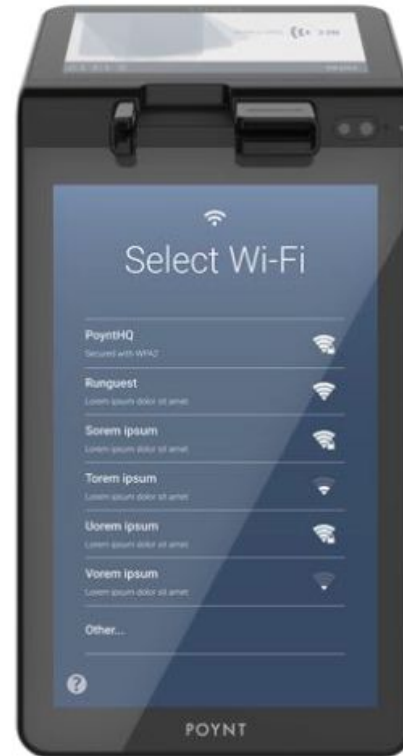 Select Wi-Fi
PoyntHQ
Secured with WPA2
Runguest
Lorem ipsum dolor sit amet
Sorem ipsum
Lorem ipsum dolor sit amet
Torem ipsum
Lorem ipsum dolor sit amet
Uorem ipsum
Lorem ipsum dolor sit amet
Vorem ipsum
Lorem ipsum dolor sit amet
Other...
?
POYNT